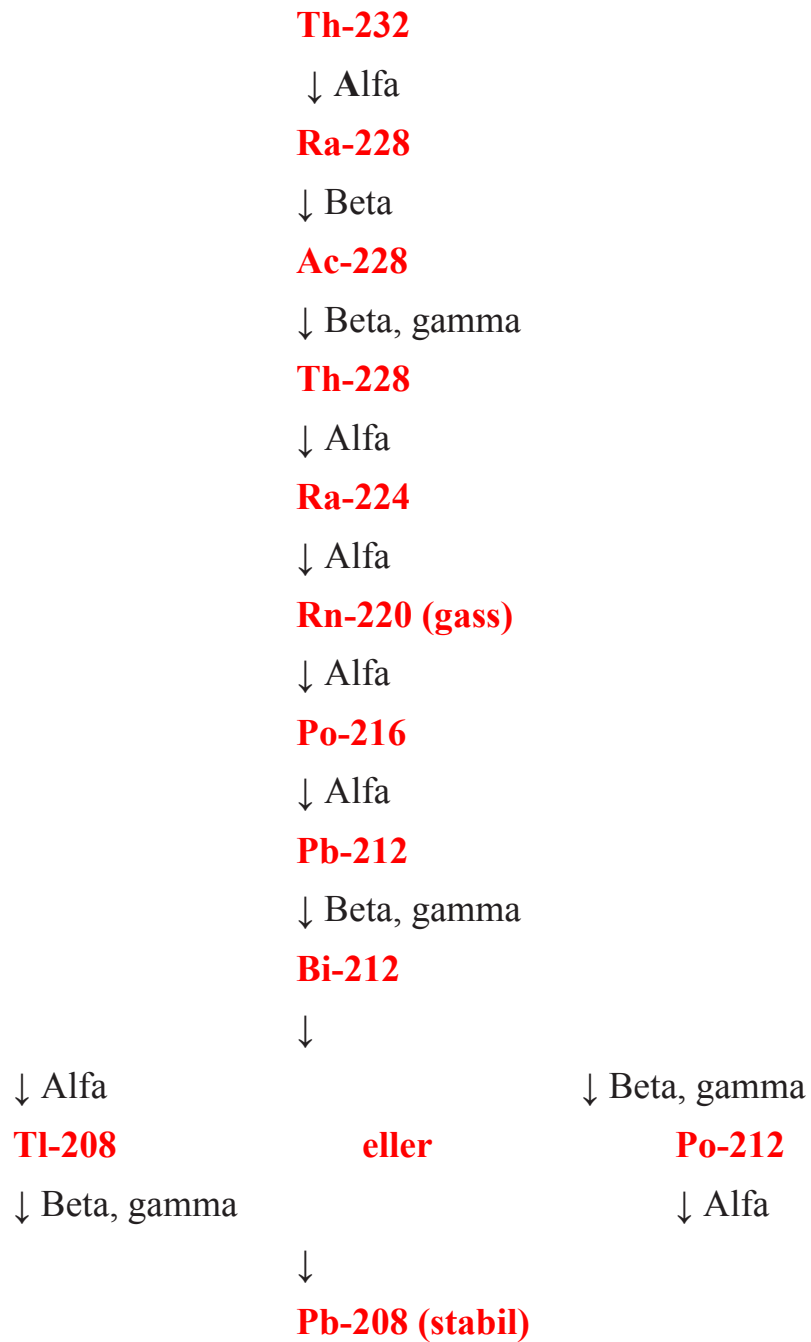 Th-232
↓ Alfa
Ra-228
↓ Beta
Ac-228
↓ Beta, gamma
Th-228
↓ Alfa
Ra-224
↓ Alfa
Rn-220 (gass)
↓ Alfa
Po-216
↓ Alfa
Pb-212
↓ Beta, gamma
Bi-212
↓
↓ Alfa ↓ Beta, gamma
Tl-208 eller Po-212
↓ Beta, gamma ↓ Alfa
↓
Pb-208 (stabil)